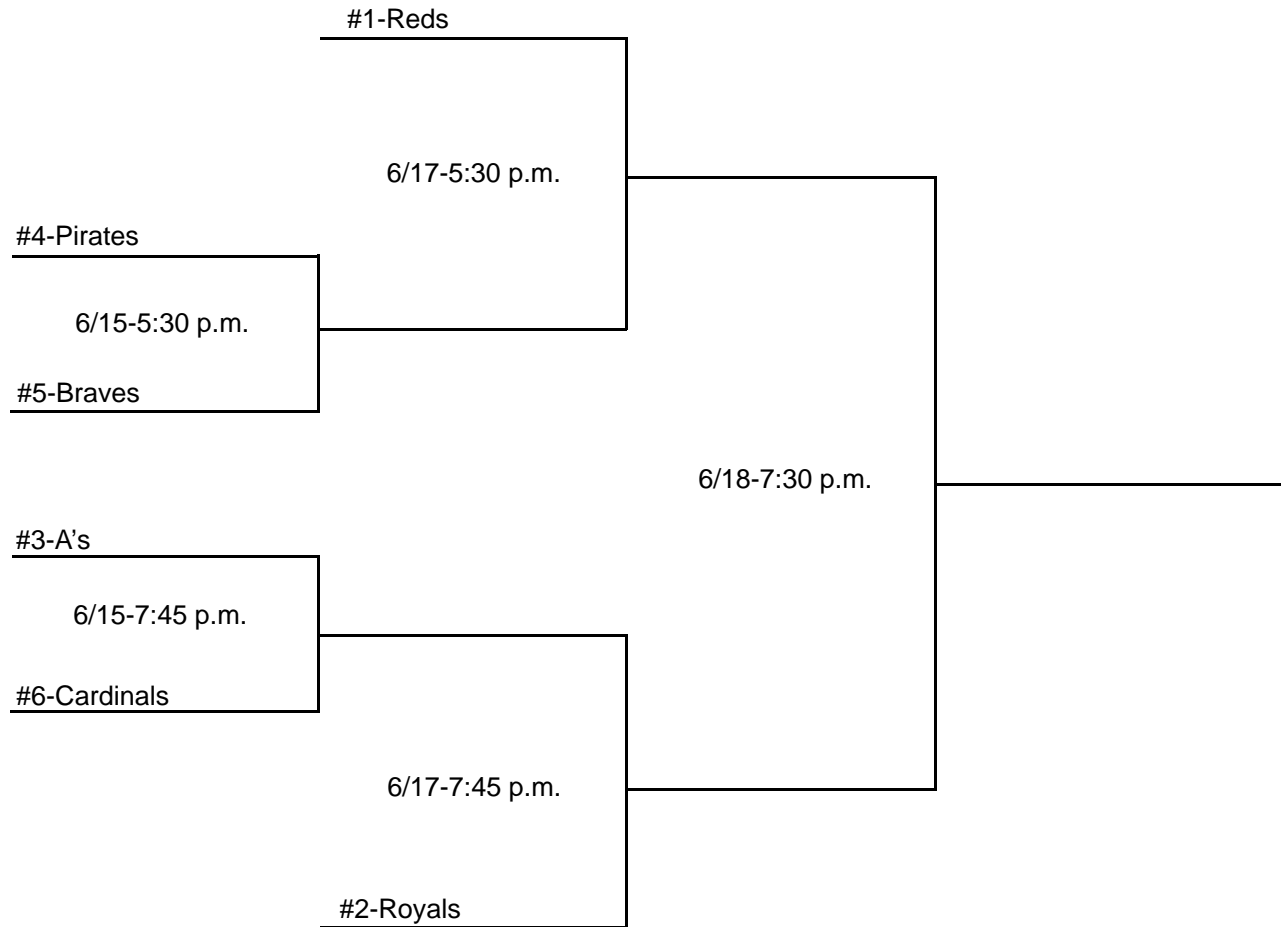 #1-Reds
6/17-5:30 p.m.
#4-Pirates
6/15-5:30 p.m.
#5-Braves
6/18-7:30 p.m.
#3-A’s
6/15-7:45 p.m.
#6-Cardinals
6/17-7:45 p.m.
#2-Royals